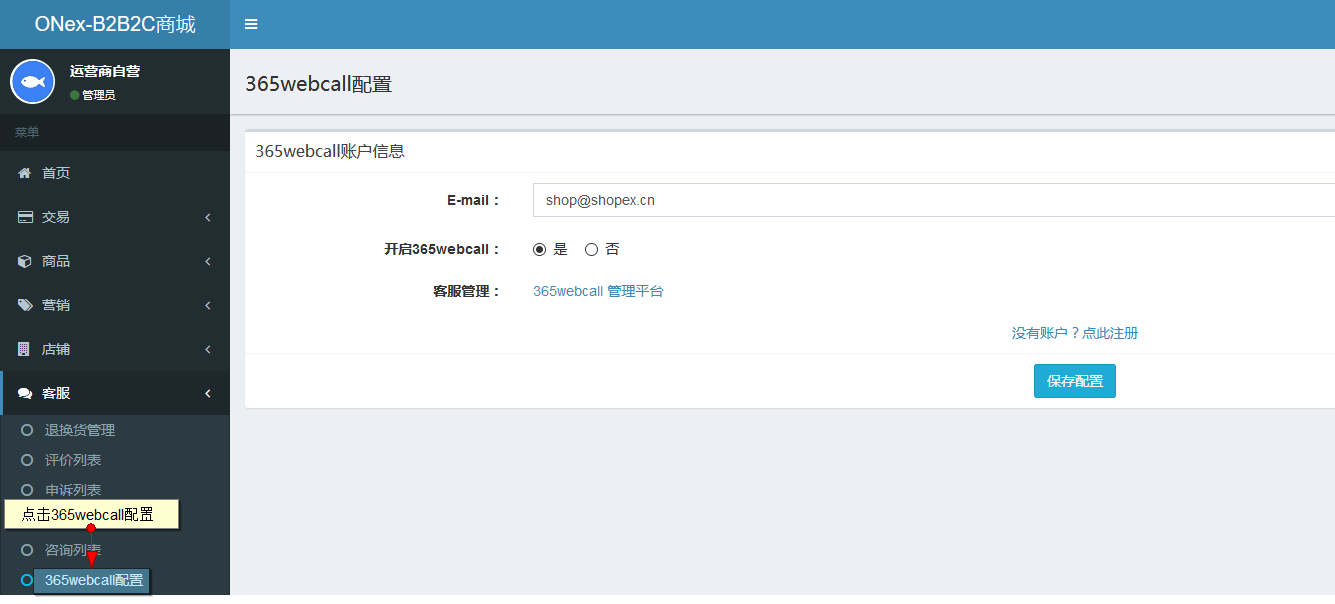 ONex-B2B2C商城
运营商自营
管理员
菜单
首页
交易
商品
营销
店铺
客服
退换货管理
评价列表
申诉列表
点击365webcall配置
咨询列表
365webcall配置
365webcall配置
365webcall账户信息
E-mail：
shop@shopex.cn
开启365webcall：
是 否
客服管理：
365webcall 管理平台
没有账户？点此注册
保存配置